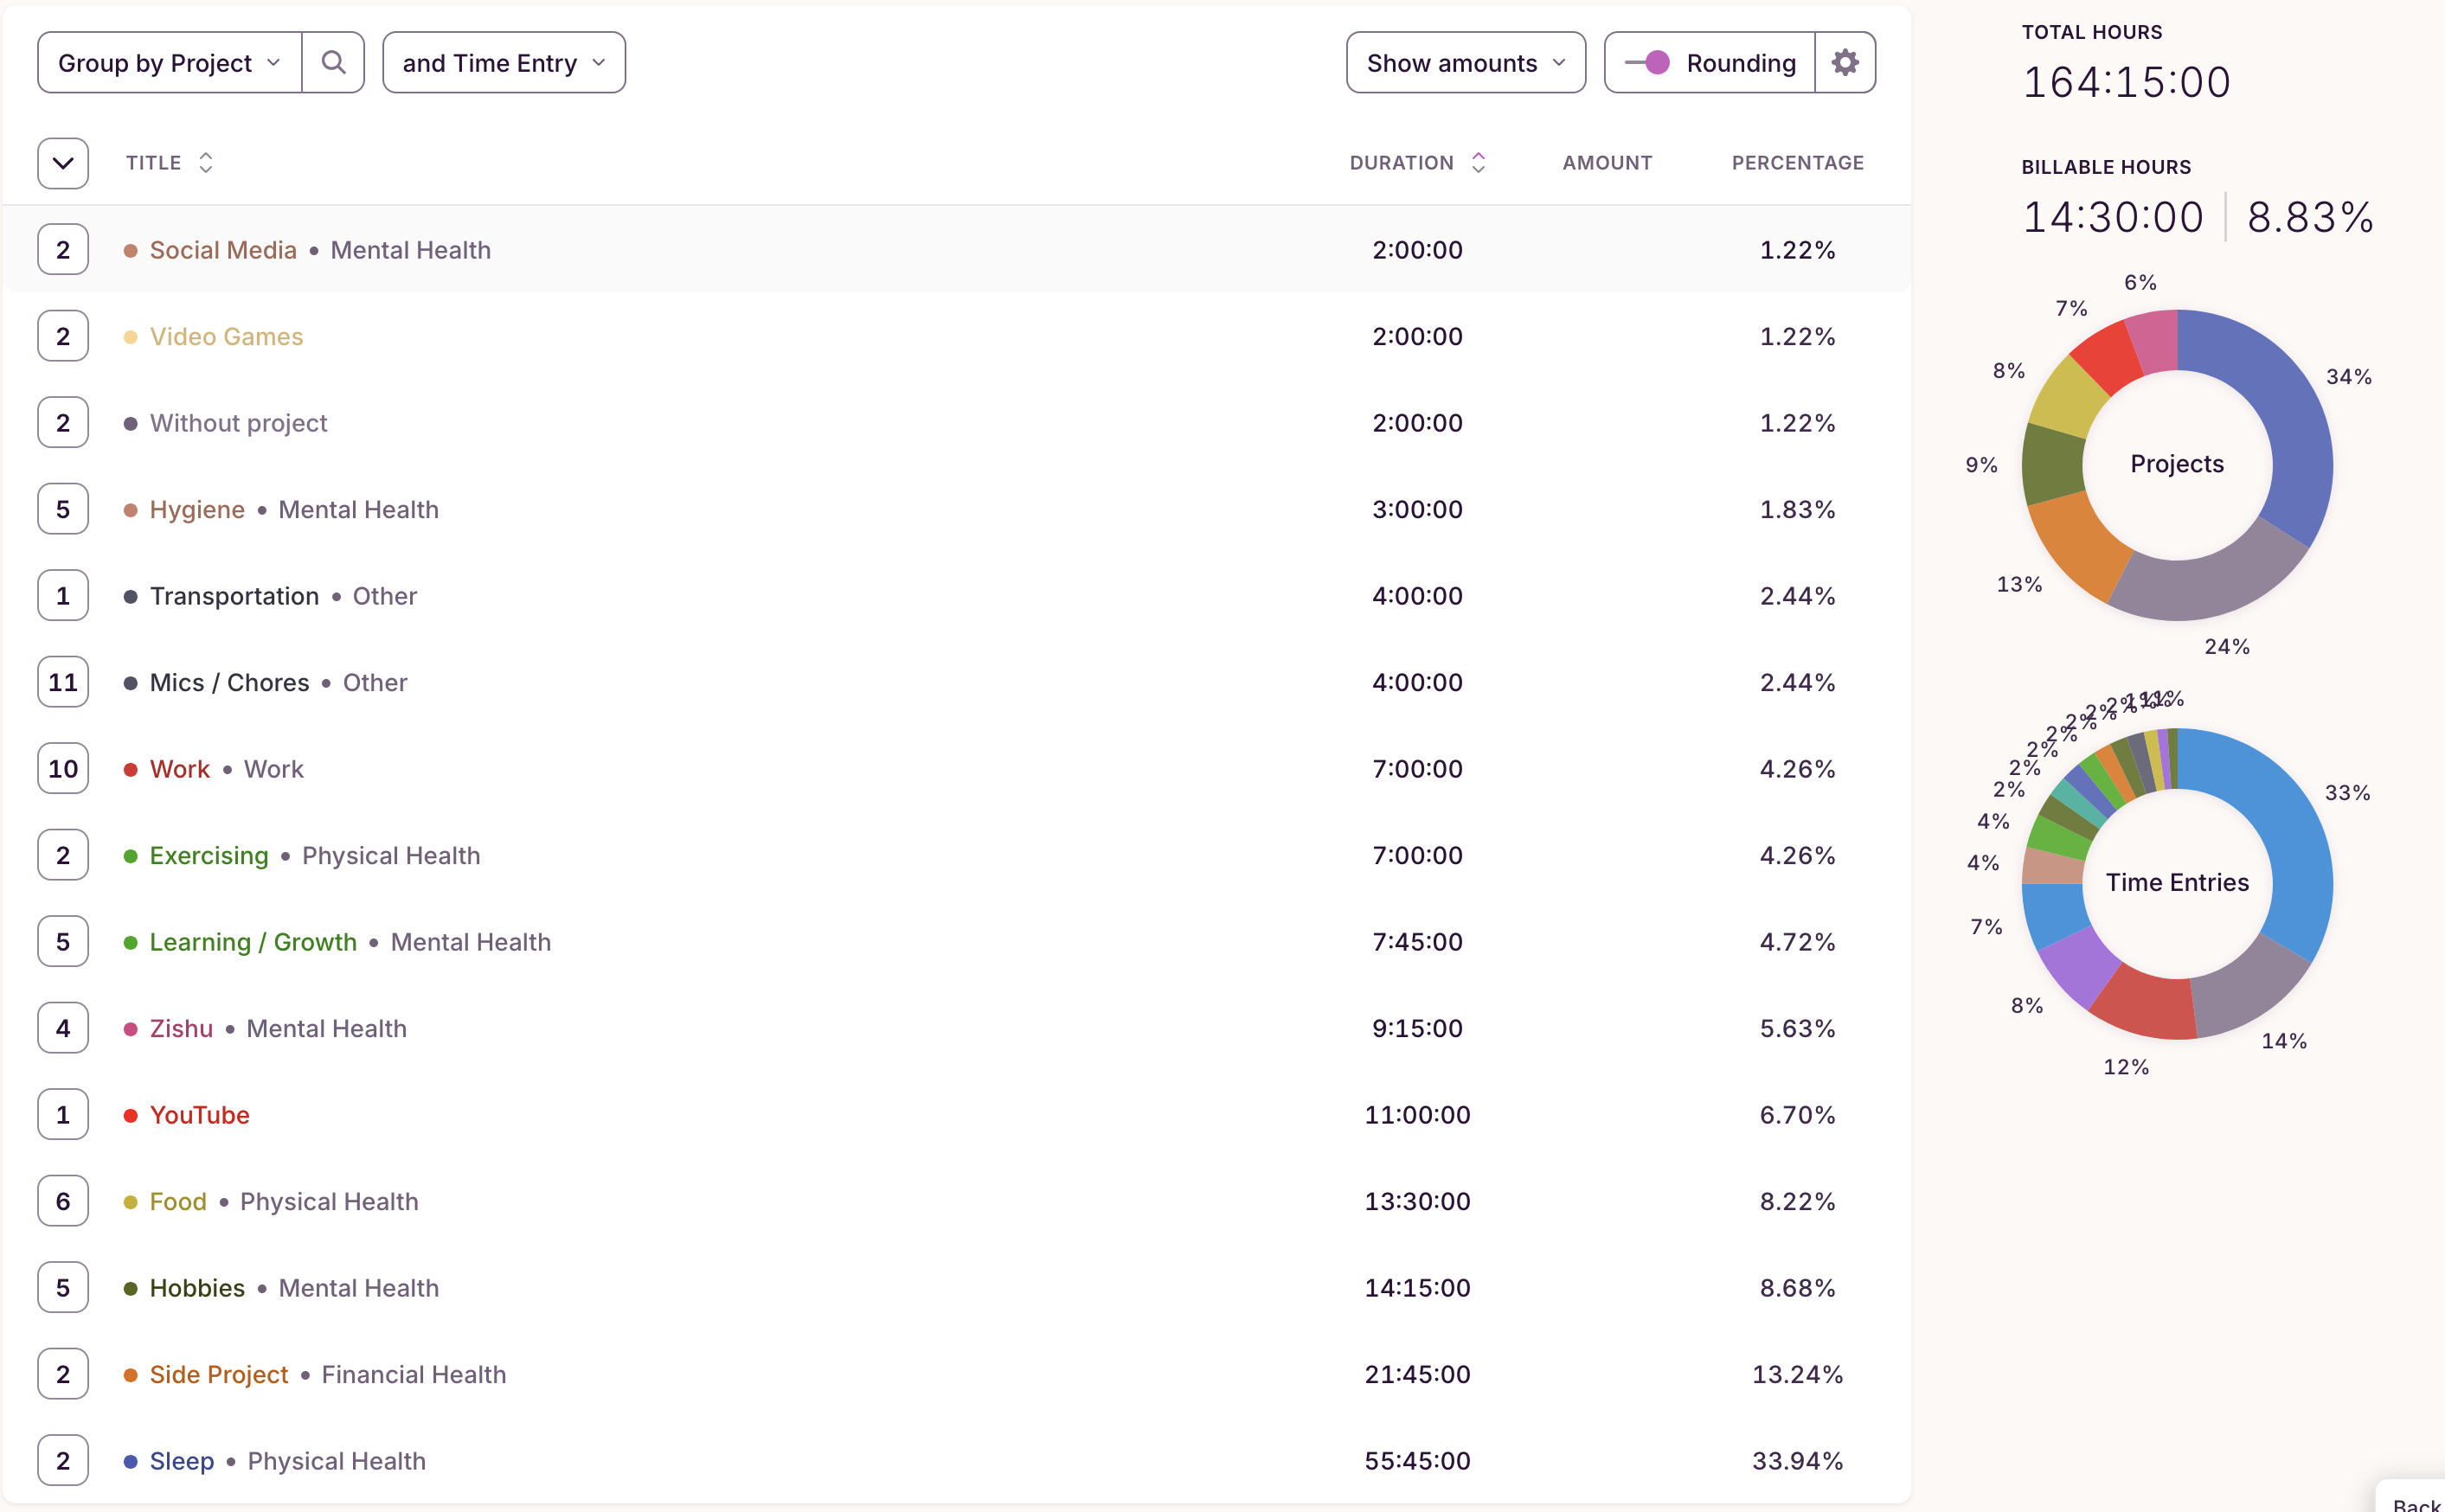 Group by Project and Time Entry Show amounts Rounding
TITLE DURATION AMOUNT PERCENTAGE
2 Social Media • Mental Health 2:00:00 1.22%
2 Video Games 2:00:00 1.22%
2 Without project 2:00:00 1.22%
5 Hygiene • Mental Health 3:00:00 1.83%
1 Transportation • Other 4:00:00 2.44%
11 Mics / Chores • Other 4:00:00 2.44%
10 Work • Work 7:00:00 4.26%
2 Exercising • Physical Health 7:00:00 4.26%
5 Learning / Growth • Mental Health 7:45:00 4.72%
4 Zishu • Mental Health 9:15:00 5.63%
1 YouTube 11:00:00 6.70%
6 Food • Physical Health 13:30:00 8.22%
5 Hobbies • Mental Health 14:15:00 8.68%
2 Side Project • Financial Health 21:45:00 13.24%
2 Sleep • Physical Health 55:45:00 33.94%
TOTAL HOURS
164:15:00
BILLABLE HOURS
14:30:00 8.83%
6%
7%
8%
34%
9%
Projects
13%
24%
2%
2%
2%
2%
2%
2%
2%
33%
4%
4%
Time Entries
7%
8%
14%
12%
Back